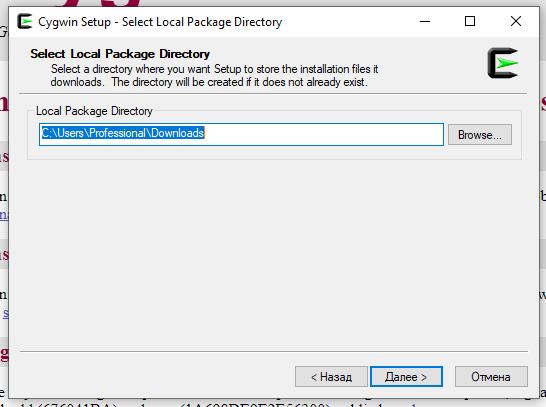 Cygwin Setup - Select Local Package Directory
Select Local Package Directory
Select a directory where you want Setup to store the installation files it
downloads. The directory will be created if it does not already exist.
Local Package Directory
C:\Users\Professional\Downloads
Browse...
< Назад
Далее >
Отмена